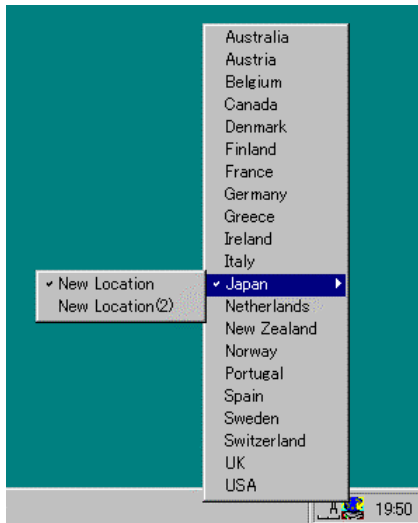 Australia
Austria
Belgium
Canada
Denmark
Finland
France
Germany
Greece
Ireland
Italy
✓ New Location
✓ Japan
New Location(2)
Netherlands
New Zealand
Norway
Portugal
Spain
Sweden
Switzerland
UK
USA
A 19:50